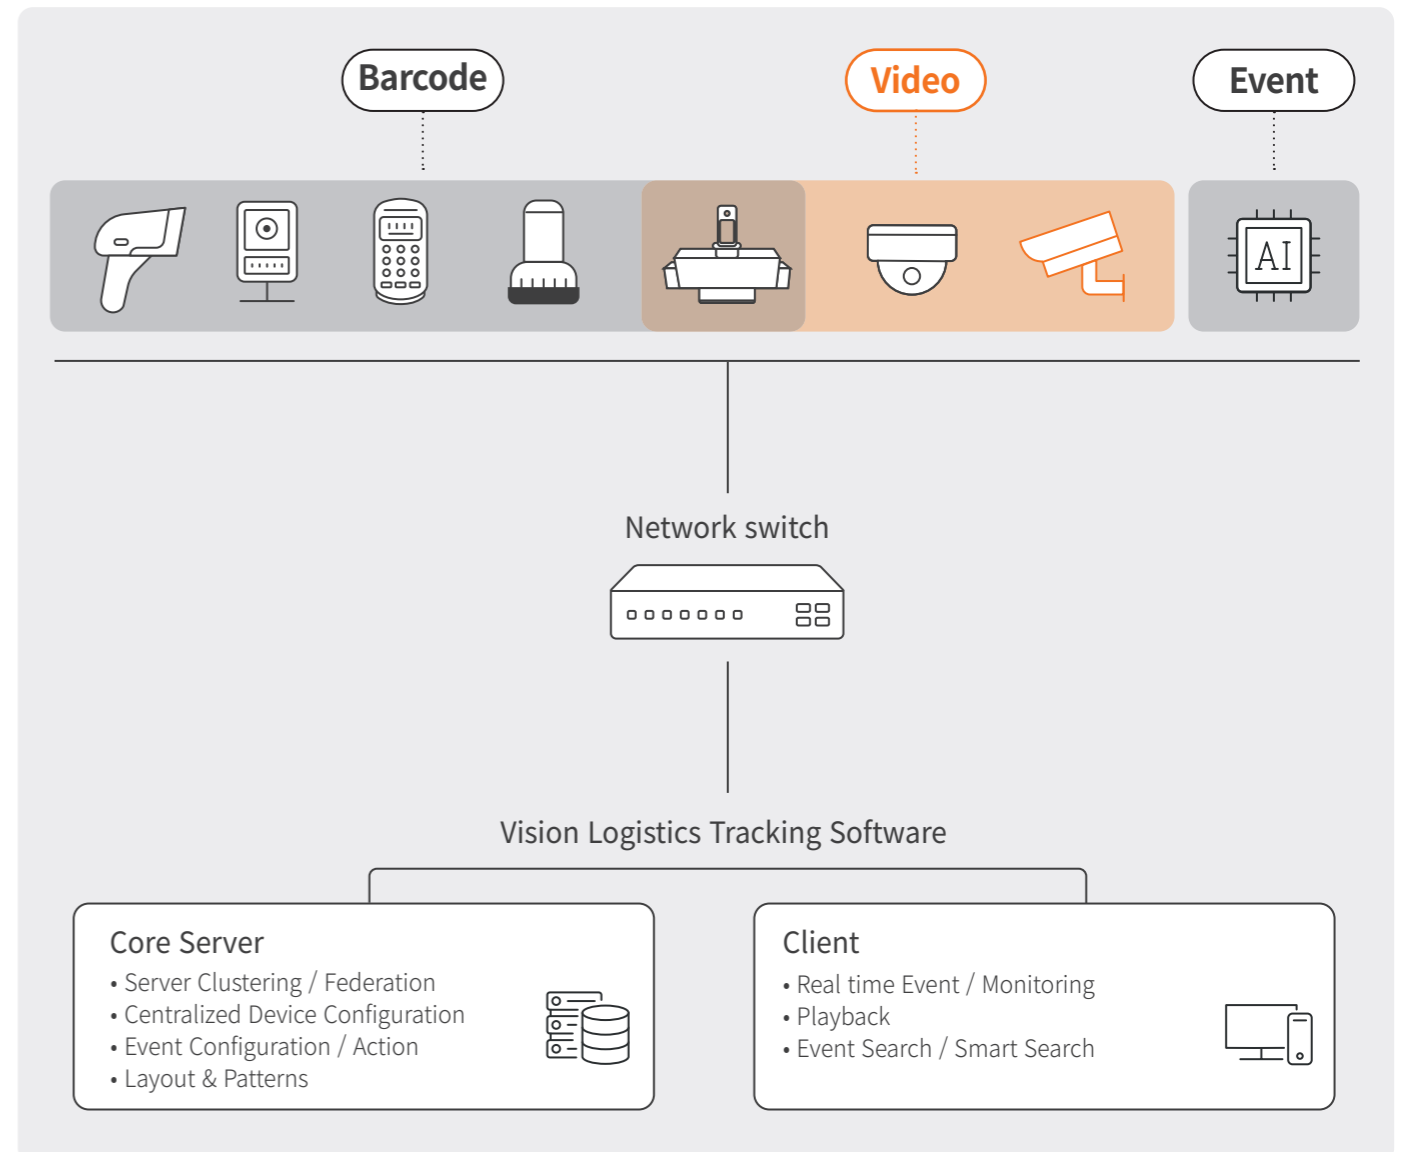 Barcode
Video
Event
AI
Network switch
Vision Logistics Tracking Software
Core Server
• Server Clustering / Federation
• Centralized Device Configuration
• Event Configuration / Action
• Layout & Patterns
Client
• Real time Event / Monitoring
• Playback
• Event Search / Smart Search